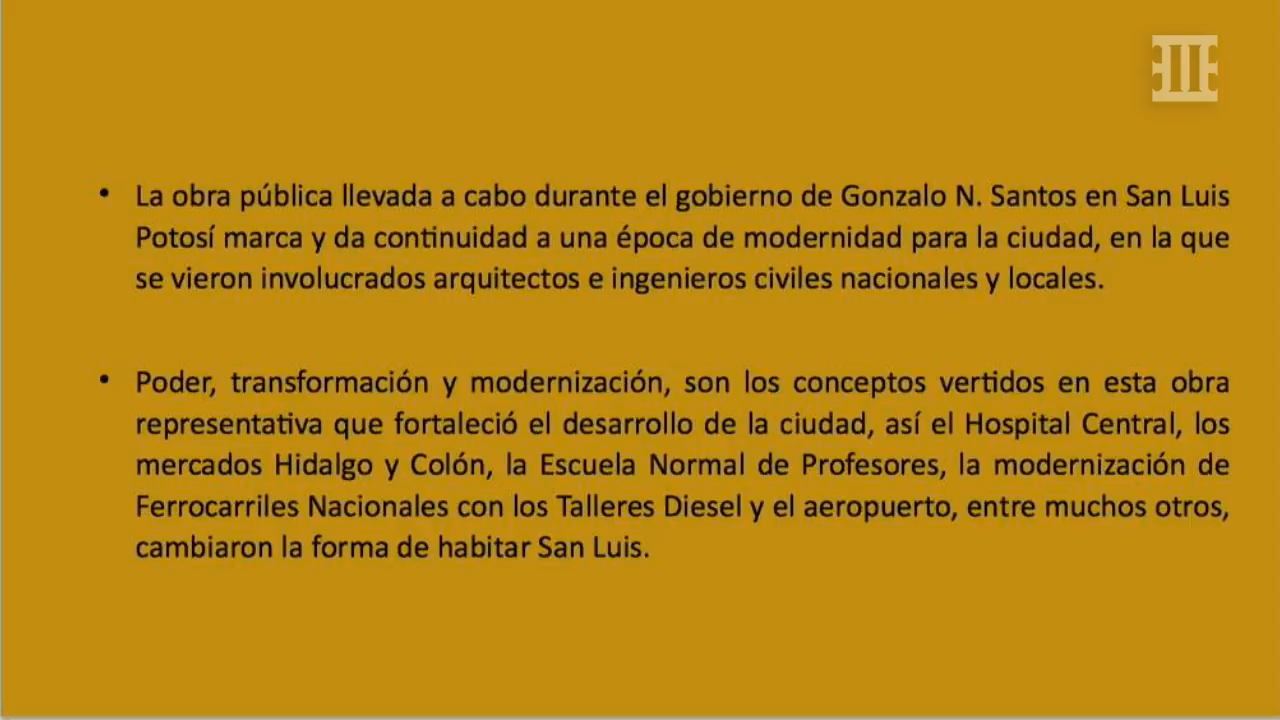 • La obra pública llevada a cabo durante el gobierno de Gonzalo N. Santos en San Luis
Potosí marca y da continuidad a una época de modernidad para la ciudad, en la que
se vieron involucrados arquitectos e ingenieros civiles nacionales y locales.
• Poder, transformación y modernización, son los conceptos vertidos en esta obra
representativa que fortaleció el desarrollo de la ciudad, así el Hospital Central, los
mercados Hidalgo y Colón, la Escuela Normal de Profesores, la modernización de
Ferrocarriles Nacionales con los Talleres Diesel y el aeropuerto, entre muchos otros,
cambiaron la forma de habitar San Luis.